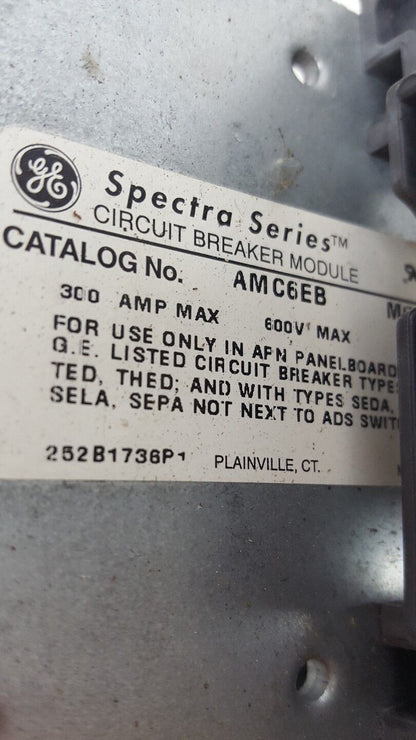 GE
Spectra Series™
CIRCUIT BREAKER MODULE
CATALOG No. AMC6EB
300 AMP MAX 600V MAX
FOR USE ONLY IN AFN PANELBOARD
G.E. LISTED CIRCUIT BREAKER TYPE
TED, THED; AND WITH TYPES SEDA,
SELA, SEPA NOT NEXT TO ADS SWIT
252B1736P1 PLAINVILLE, CT.